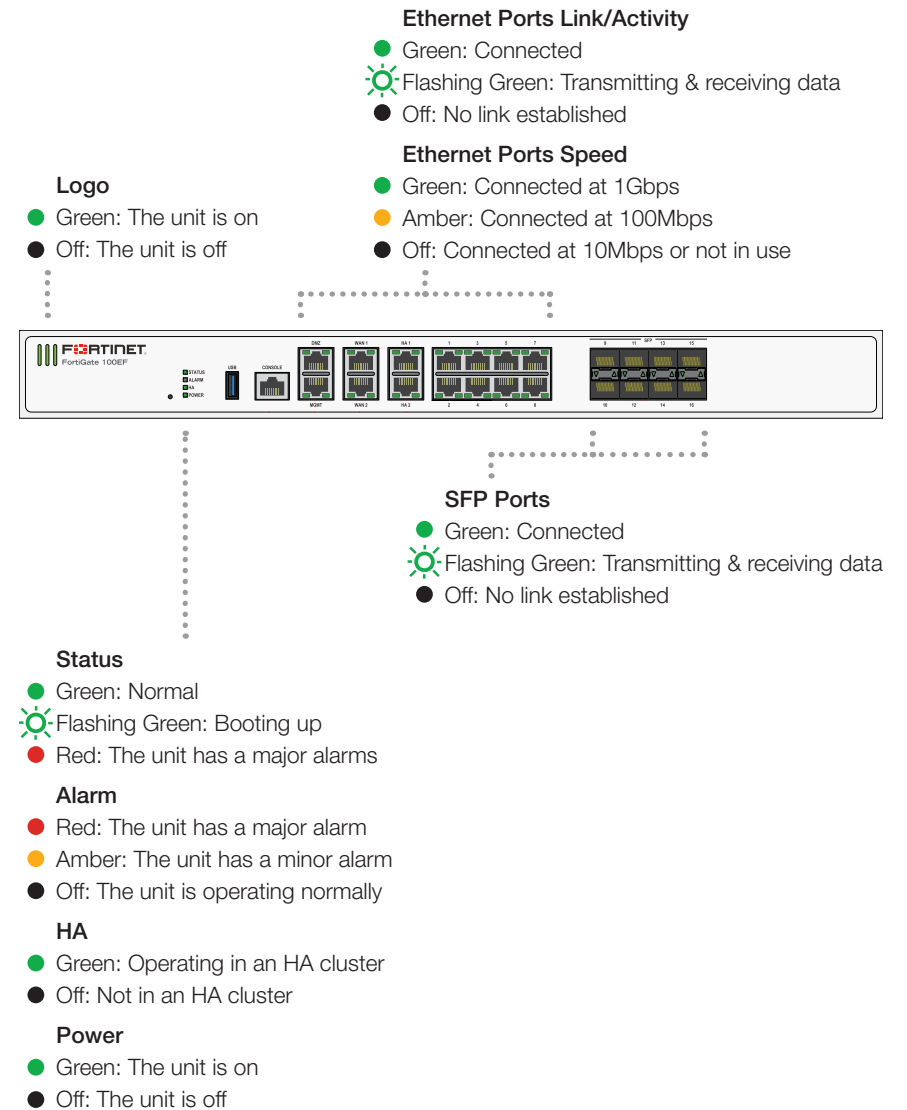 Ethernet Ports Link/Activity
Green: Connected
Flashing Green: Transmitting & receiving data
Off: No link established
Ethernet Ports Speed
Green: Connected at 1Gbps
Amber: Connected at 100Mbps
Off: Connected at 10Mbps or not in use
Logo
Green: The unit is on
Off: The unit is off
FORTINET
FortiGate 100EF
STATUS
ALARM
HA
POWER
USB
CONSOLE
DMZ
MGMT
WAN 1
WAN 2
HA 1
HA 2
1 3 5 7
2 4 6 8
SFP
9 11 13 15
10 12 14 16
SFP Ports
Green: Connected
Flashing Green: Transmitting & receiving data
Off: No link established
Status
Green: Normal
Flashing Green: Booting up
Red: The unit has a major alarms
Alarm
Red: The unit has a major alarm
Amber: The unit has a minor alarm
Off: The unit is operating normally
HA
Green: Operating in an HA cluster
Off: Not in an HA cluster
Power
Green: The unit is on
Off: The unit is off